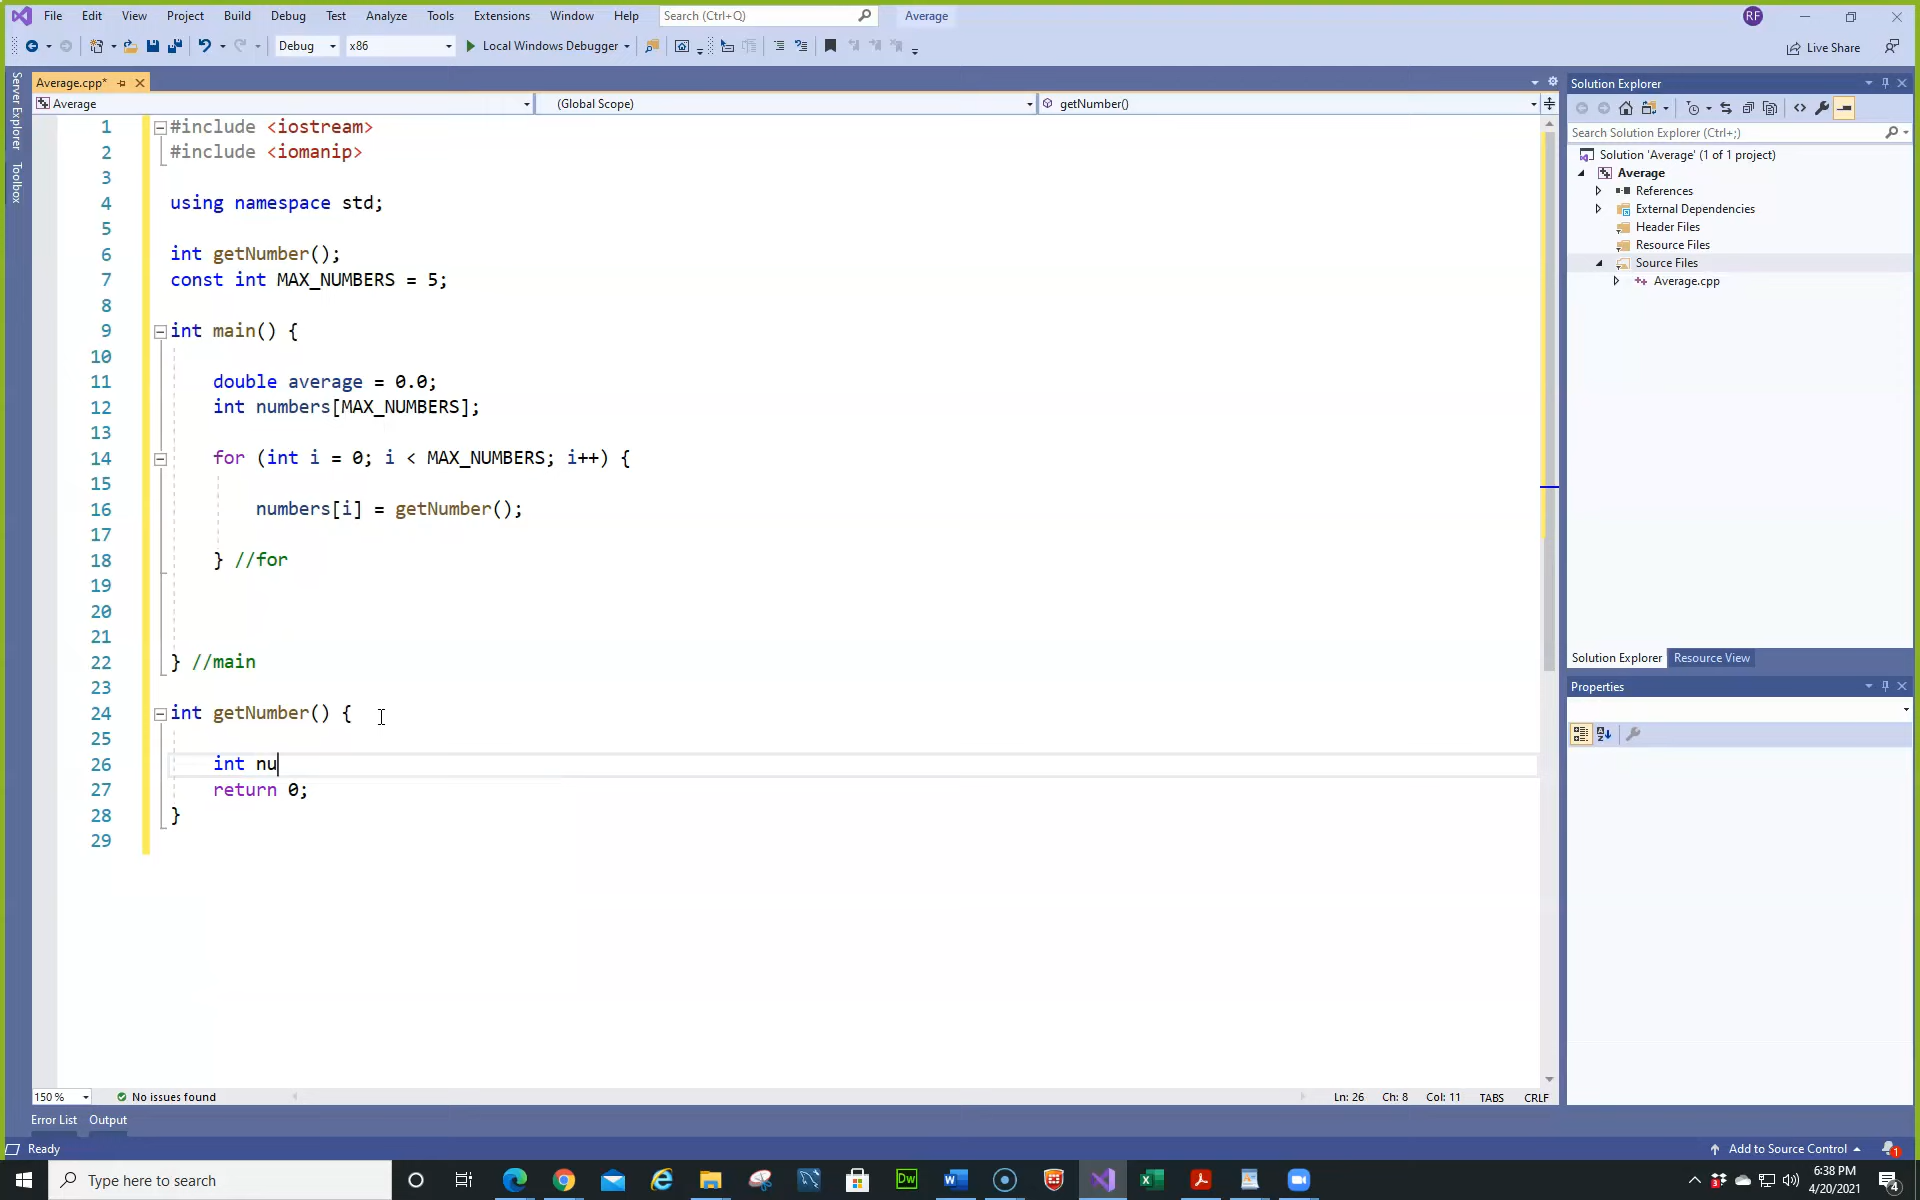 File Edit View Project Build Debug Test Analyze Tools Extensions Window Help Search (Ctrl+Q) Average RF
Debug x86 Local Windows Debugger Live Share
Server Explorer
Toolbox
Average.cpp*
Average (Global Scope) getNumber()
1 #include <iostream>
2 #include <iomanip>
3
4 using namespace std;
5
6 int getNumber();
7 const int MAX_NUMBERS = 5;
8
9 int main() {
10
11 double average = 0.0;
12 int numbers[MAX_NUMBERS];
13
14 for (int i = 0; i < MAX_NUMBERS; i++) {
15
16 numbers[i] = getNumber();
17
18 } //for
19
20
21
22 } //main
23
24 int getNumber() {
25
26 int nu
27 return 0;
28 }
29
150 % No issues found Ln: 26 Ch: 8 Col: 11 TABS CRLF
Error List Output
Ready Add to Source Control 1
Solution Explorer
Search Solution Explorer (Ctrl+;)
Solution 'Average' (1 of 1 project)
Average
References
External Dependencies
Header Files
Resource Files
Source Files
Average.cpp
Solution Explorer Resource View
Properties
Type here to search
Dw
6:38 PM
4/20/2021
4